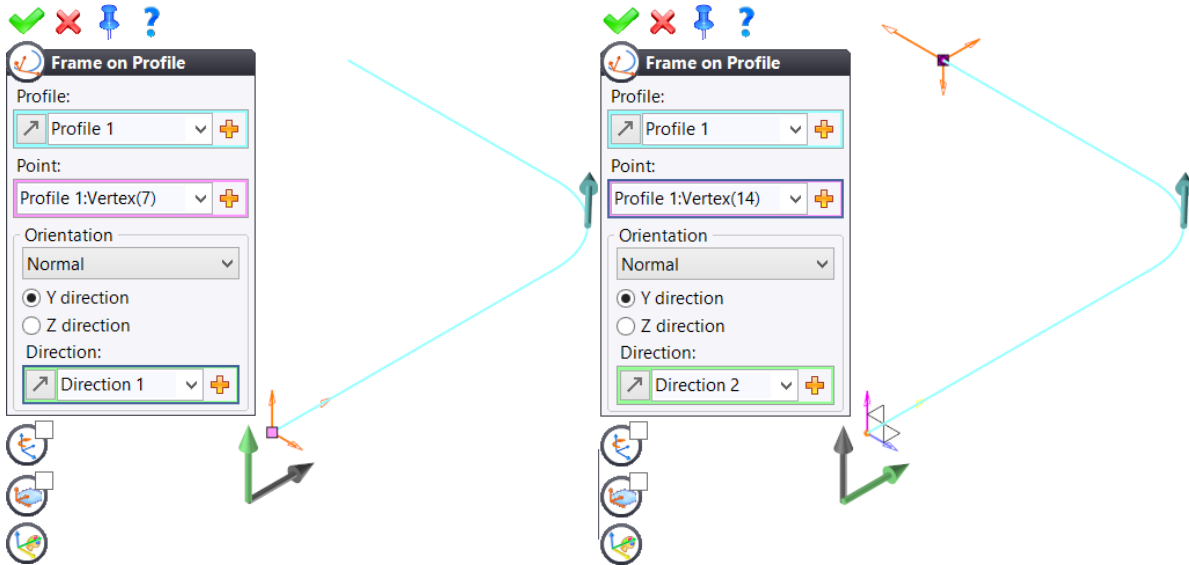 Frame on Profile
Profile:
Profile 1
Point:
Profile 1:Vertex(7)
Orientation
Normal
Y direction
Z direction
Direction:
Direction 1
Frame on Profile
Profile:
Profile 1
Point:
Profile 1:Vertex(14)
Orientation
Normal
Y direction
Z direction
Direction:
Direction 2